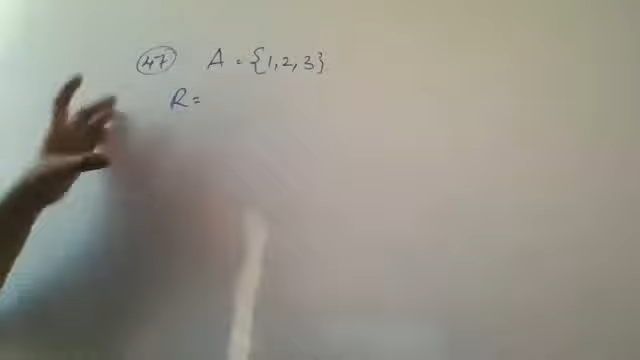 47 A = {1, 2, 3}
R =